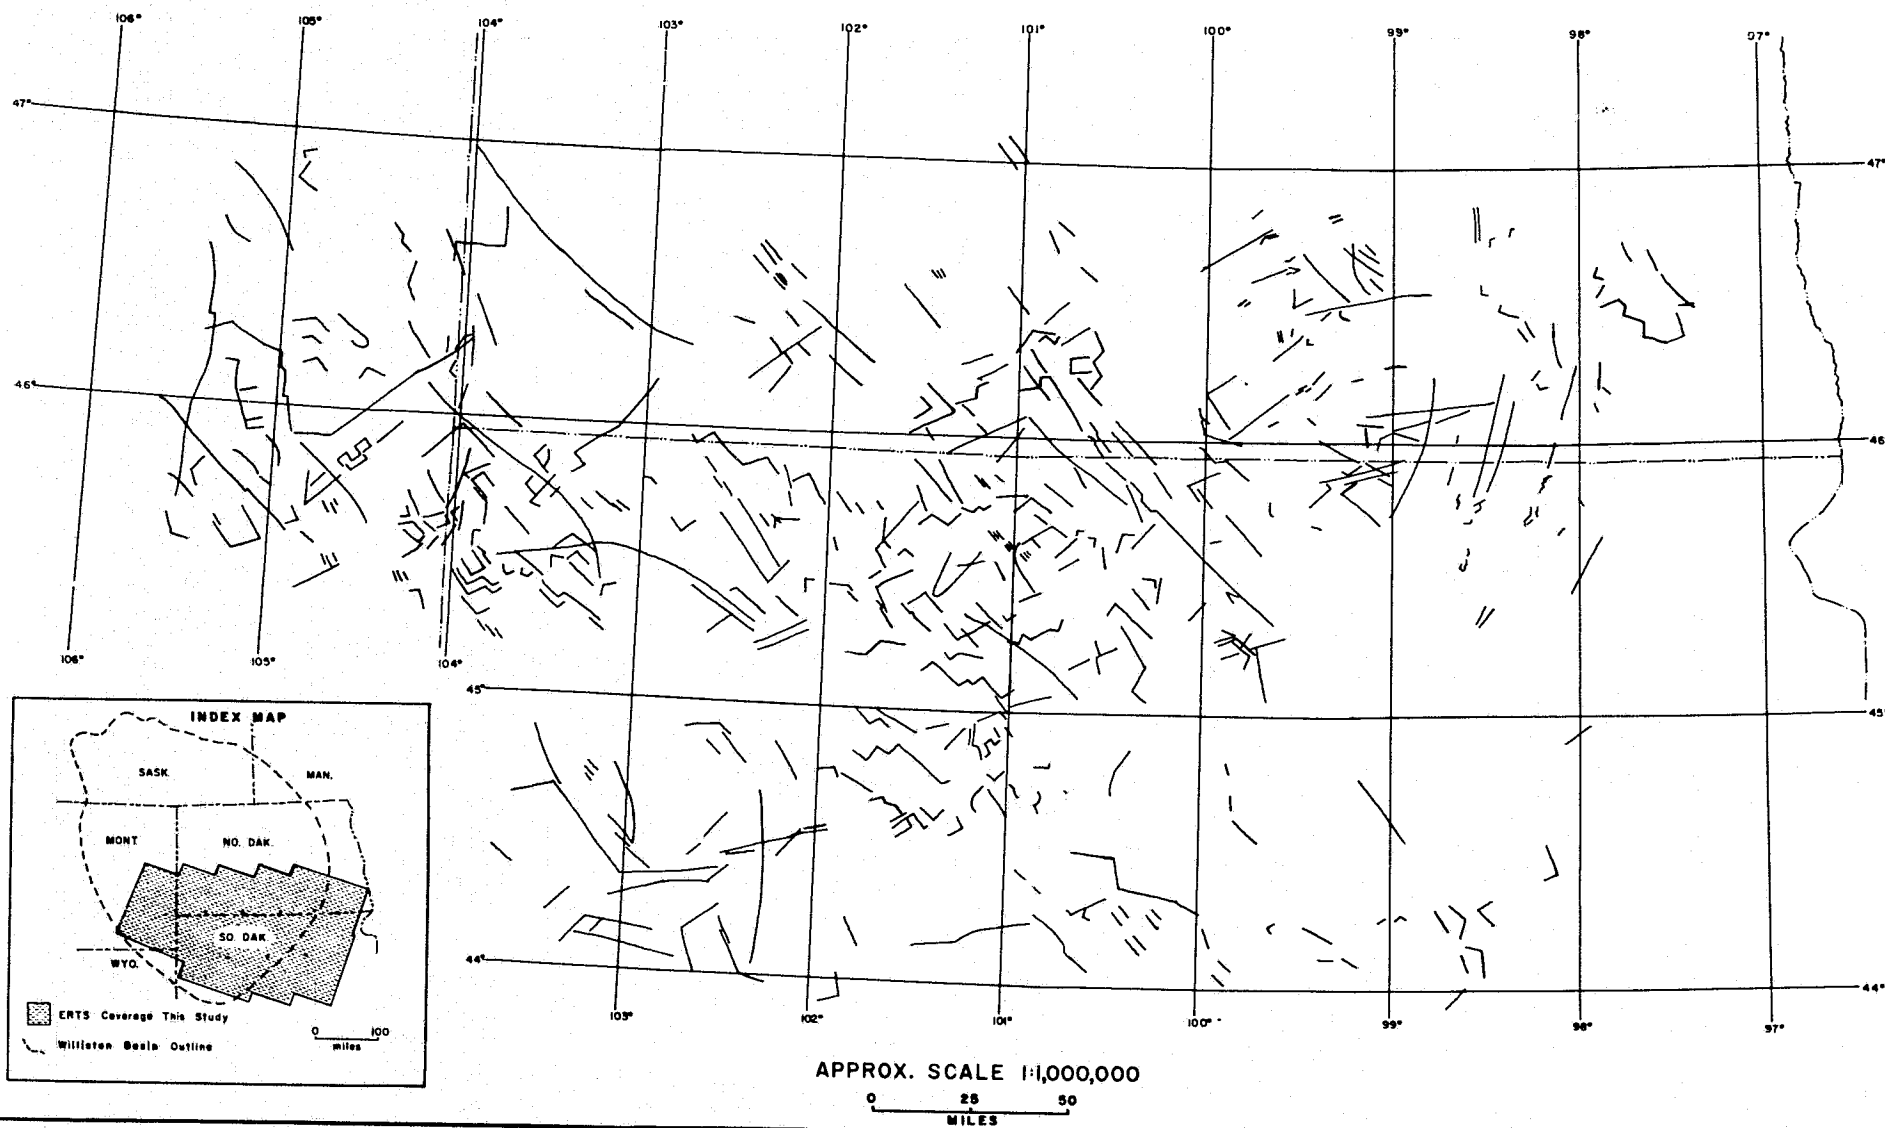 106° 105° 104° 103° 102° 101° 100° 99° 98° 97°
47°
47°
46°
46
106° 105° 104°
45°
45°
INDEX MAP
SASK. MAN.
MONT. NO. DAK.
SO. DAK.
WYO.
ERTS Coverage This Study
Williston Basin Outline
0 100
miles
44°
44°
103° 102° 101° 100° 99° 98° 97°
APPROX. SCALE 1:1,000,000
0 25 50
MILES